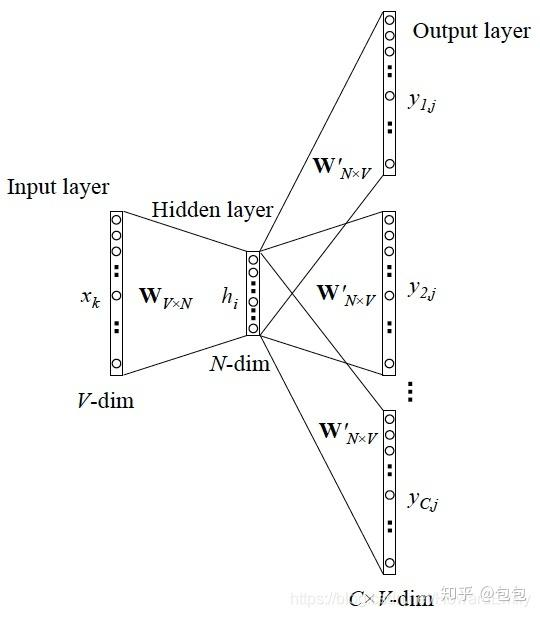 Output layer
y1,j
W'N×V
Input layer
Hidden layer
xk
WV×N
hi
W'N×V
y2,j
N-dim
V-dim
W'N×V
yC,j
C×V-dim
知乎 @包包